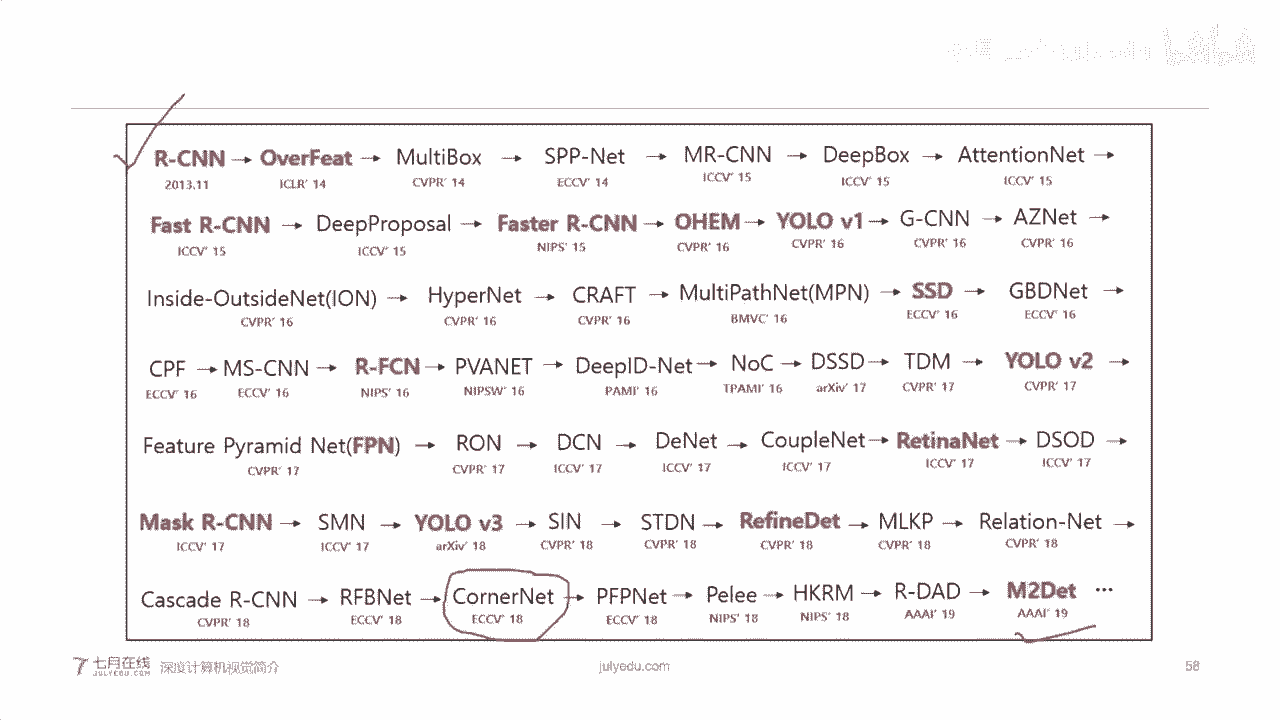 R-CNN → OverFeat → MultiBox → SPP-Net → MR-CNN → DeepBox → AttentionNet →
2013.11 ICLR' 14 CVPR' 14 ECCV' 14 ICCV' 15 ICCV' 15 ICCV' 15
Fast R-CNN → DeepProposal → Faster R-CNN → OHEM → YOLO v1 → G-CNN → AZNet →
ICCV' 15 ICCV' 15 NIPS' 15 CVPR' 16 CVPR' 16 CVPR' 16 CVPR' 16
Inside-OutsideNet(ION) → HyperNet → CRAFT → MultiPathNet(MPN) → SSD → GBDNet →
CVPR' 16 CVPR' 16 CVPR' 16 BMVC' 16 ECCV' 16 ECCV' 16
CPF → MS-CNN → R-FCN → PVANET → DeepID-Net → NoC → DSSD → TDM → YOLO v2 →
ECCV' 16 ECCV' 16 NIPS' 16 NIPSW' 16 PAMI' 16 TPAMI' 16 arXiv' 17 CVPR' 17 CVPR' 17
Feature Pyramid Net(FPN) → RON → DCN → DeNet → CoupleNet → RetinaNet → DSOD →
CVPR' 17 CVPR' 17 ICCV' 17 ICCV' 17 ICCV' 17 ICCV' 17 ICCV' 17
Mask R-CNN → SMN → YOLO v3 → SIN → STDN → RefineDet → MLKP → Relation-Net →
ICCV' 17 ICCV' 17 arXiv' 18 CVPR' 18 CVPR' 18 CVPR' 18 CVPR' 18 CVPR' 18
Cascade R-CNN → RFBNet → CornerNet → PFPNet → Pelee → HKRM → R-DAD → M2Det ···
CVPR' 18 ECCV' 18 ECCV' 18 ECCV' 18 NIPS' 18 NIPS' 18 AAAI' 19 AAAI' 19
七月在线 深度计算机视觉简介 julyedu.com 58
JULYEDU.COM